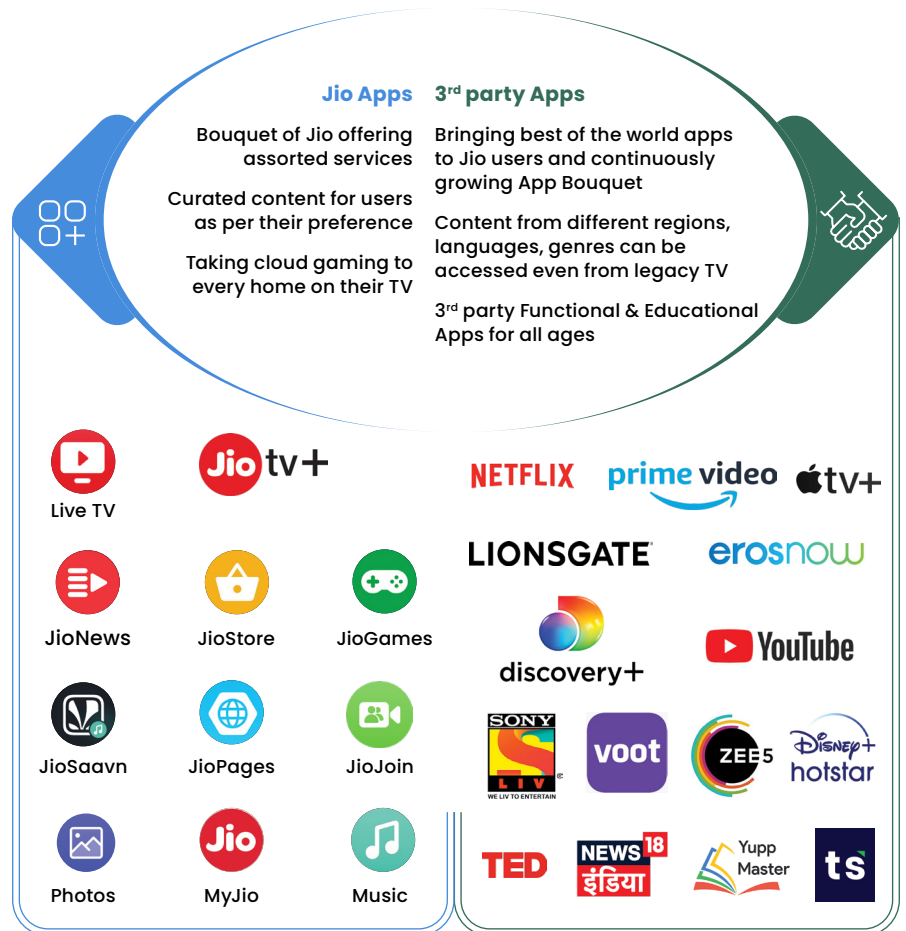 Jio Apps
Bouquet of Jio offering
assorted services
Curated content for users
as per their preference
Taking cloud gaming to
every home on their TV
3rd party Apps
Bringing best of the world apps
to Jio users and continuously
growing App Bouquet
Content from different regions,
languages, genres can be
accessed even from legacy TV
3rd party Functional & Educational
Apps for all ages
Live TV
Jio tv+
JioNews
JioStore
JioGames
JioSaavn
JioPages
JioJoin
Photos
Jio
MyJio
Music
NETFLIX
prime video
tv+
LIONSGATE
erosnow
discovery+
YouTube
SONY
LIV
WE LIV TO ENTERTAIN
voot
ZEE5
Disney+
hotstar
TED
NEWS 18
इंडिया
Yupp
Master
ts